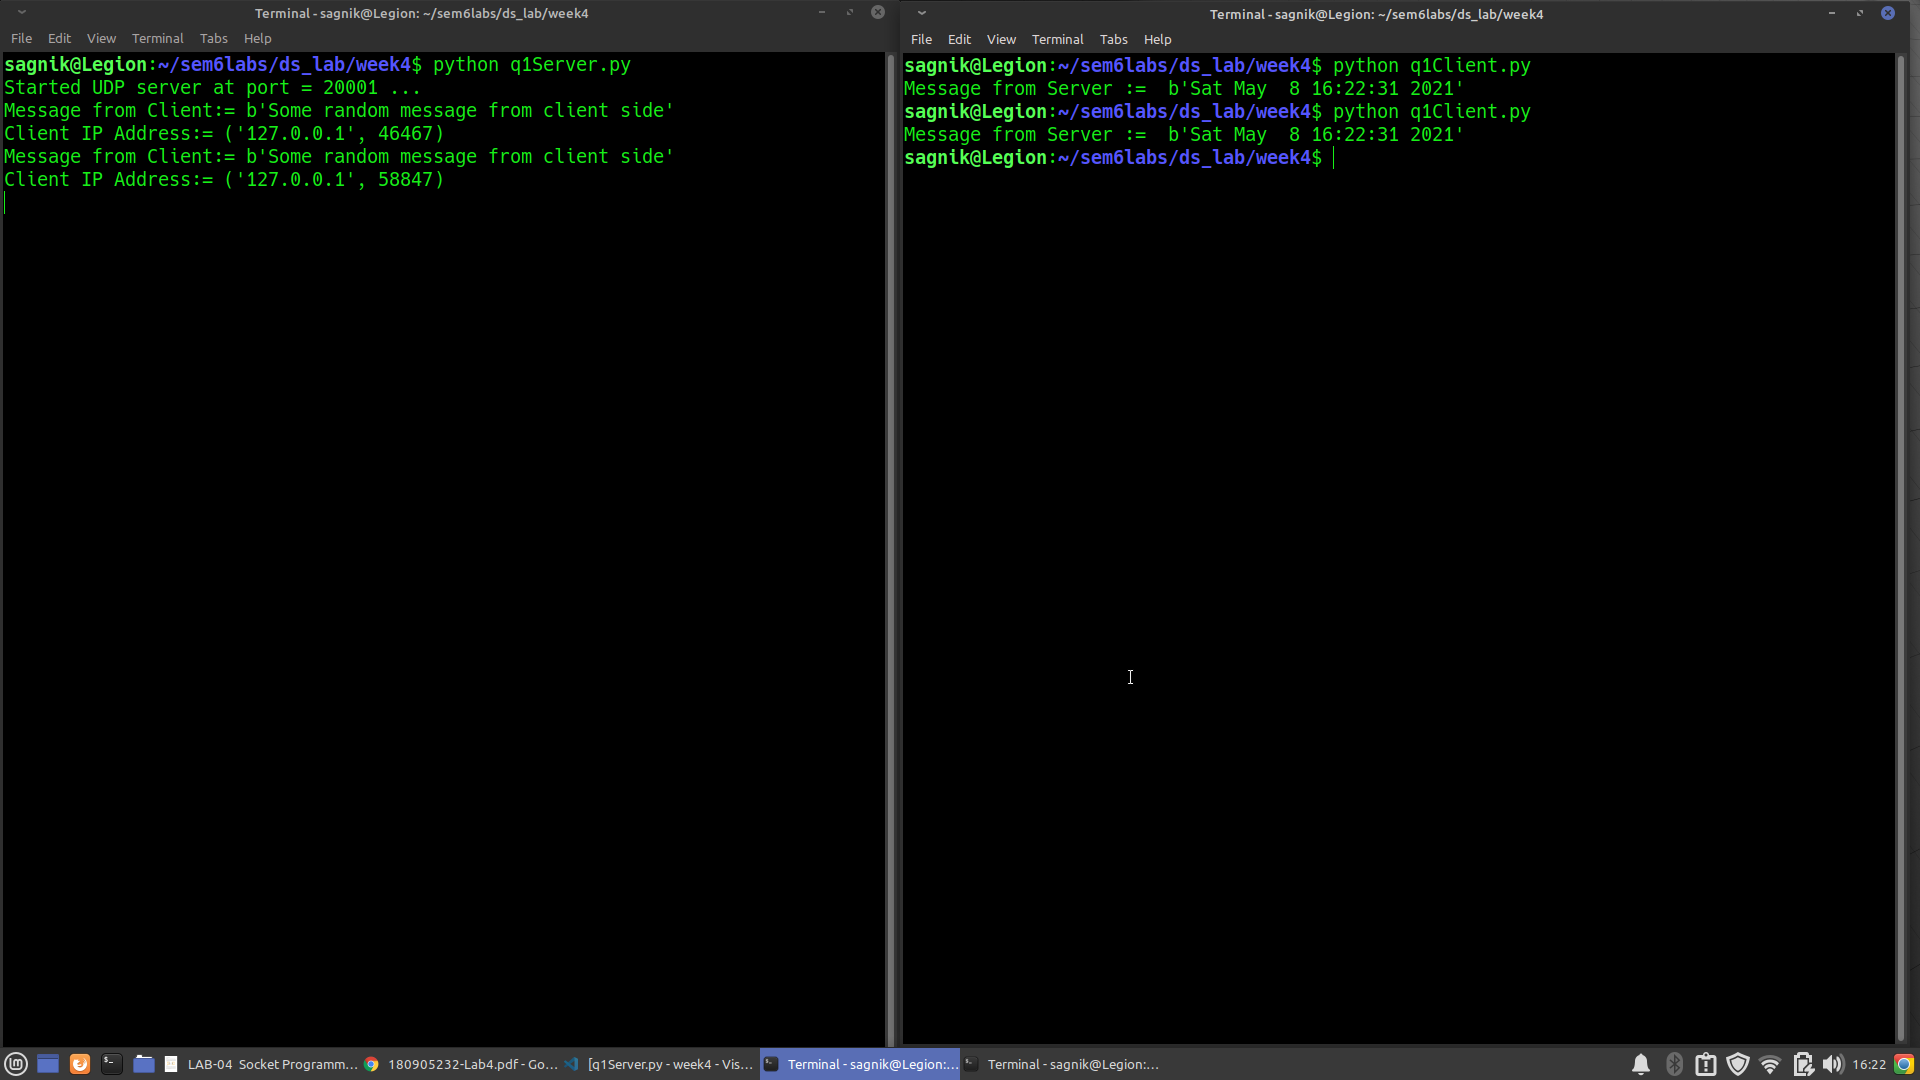 Terminal - sagnik@Legion: ~/sem6labs/ds_lab/week4
File Edit View Terminal Tabs Help
sagnik@Legion:~/sem6labs/ds_lab/week4$ python q1Server.py
Started UDP server at port = 20001 ...
Message from Client:= b'Some random message from client side'
Client IP Address:= ('127.0.0.1', 46467)
Message from Client:= b'Some random message from client side'
Client IP Address:= ('127.0.0.1', 58847)
Terminal - sagnik@Legion: ~/sem6labs/ds_lab/week4
File Edit View Terminal Tabs Help
sagnik@Legion:~/sem6labs/ds_lab/week4$ python q1Client.py
Message from Server :=  b'Sat May  8 16:22:31 2021'
sagnik@Legion:~/sem6labs/ds_lab/week4$ python q1Client.py
Message from Server :=  b'Sat May  8 16:22:31 2021'
sagnik@Legion:~/sem6labs/ds_lab/week4$
LAB-04 Socket Programm... 180905232-Lab4.pdf - Go... [q1Server.py - week4 - Vis... Terminal - sagnik@Legion:... Terminal - sagnik@Legion:... 16:22